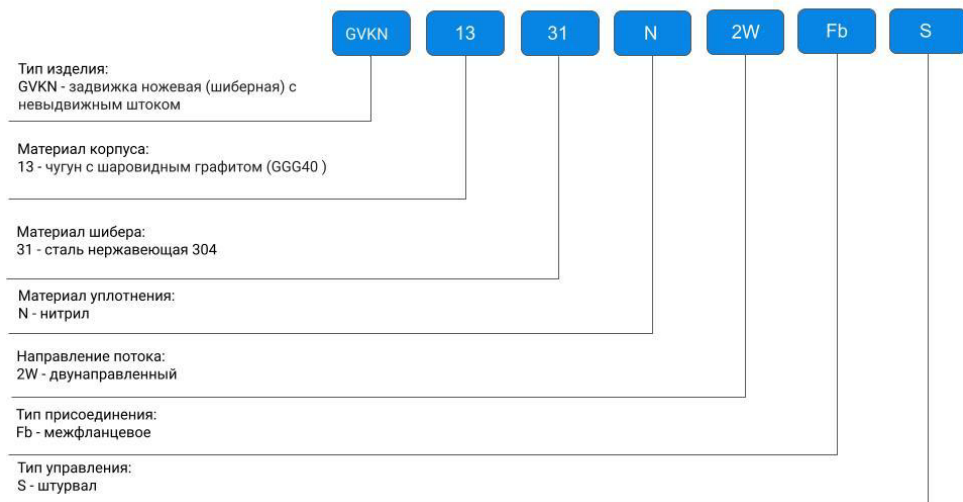 GVKN 13 31 N 2W Fb S
Тип изделия:
GVKN - задвижка ножевая (шиберная) с
невыдвижным штоком
Материал корпуса:
13 - чугун с шаровидным графитом (GGG40 )
Материал шибера:
31 - сталь нержавеющая 304
Материал уплотнения:
N - нитрил
Направление потока:
2W - двунаправленный
Тип присоединения:
Fb - межфланцевое
Тип управления:
S - штурвал